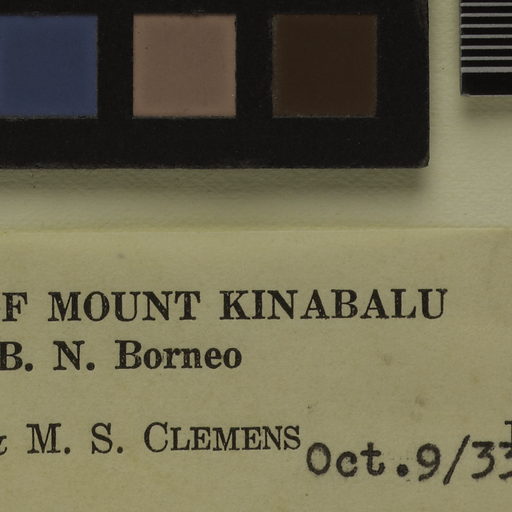 F MOUNT KINABALU
B. N. Borneo
& M. S. CLEMENS Oct.9/33